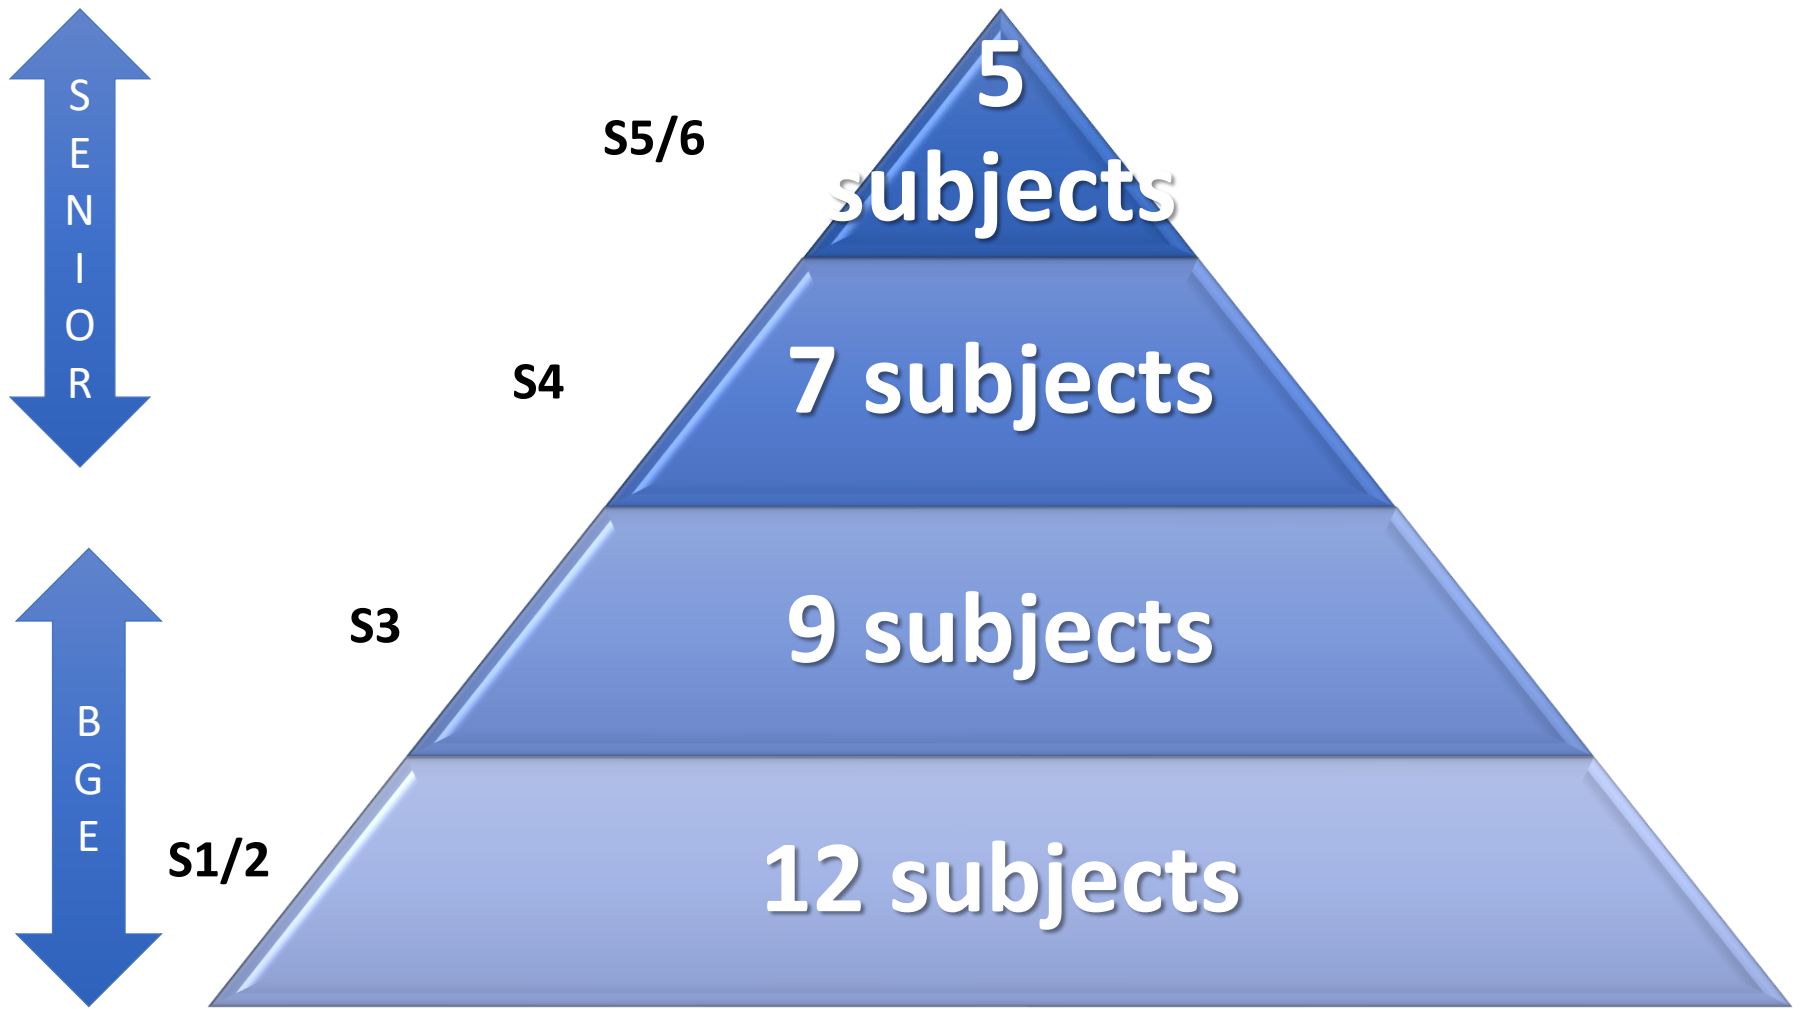 SENIOR
S5/6
5
subjects
S4
7 subjects
BGE
S3
9 subjects
S1/2
12 subjects